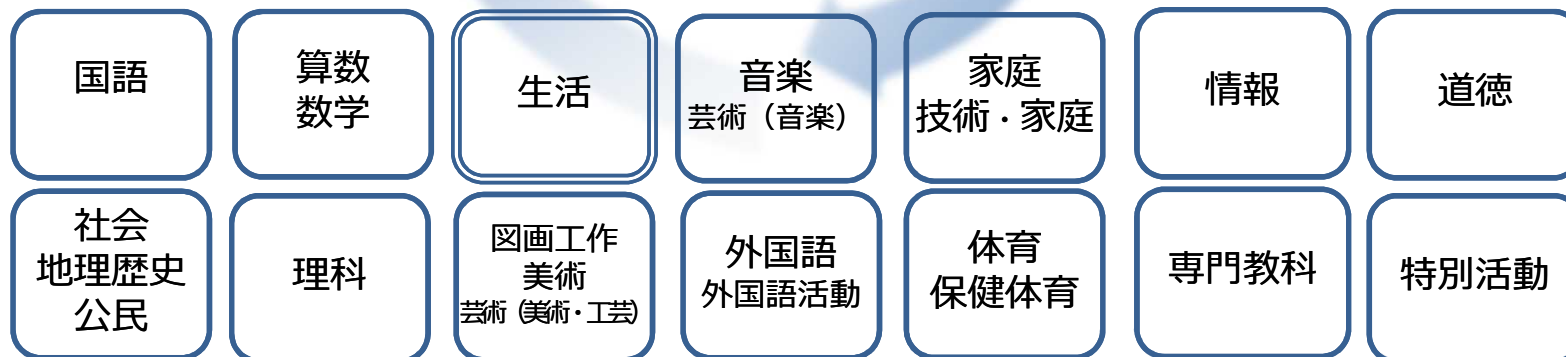 国語
算数
数学
生活
音楽
芸術（音楽）
家庭
技術・家庭
情報
道徳
社会
地理歴史
公民
理科
図画工作
美術
芸術（美術・工芸）
外国語
外国語活動
体育
保健体育
専門教科
特別活動